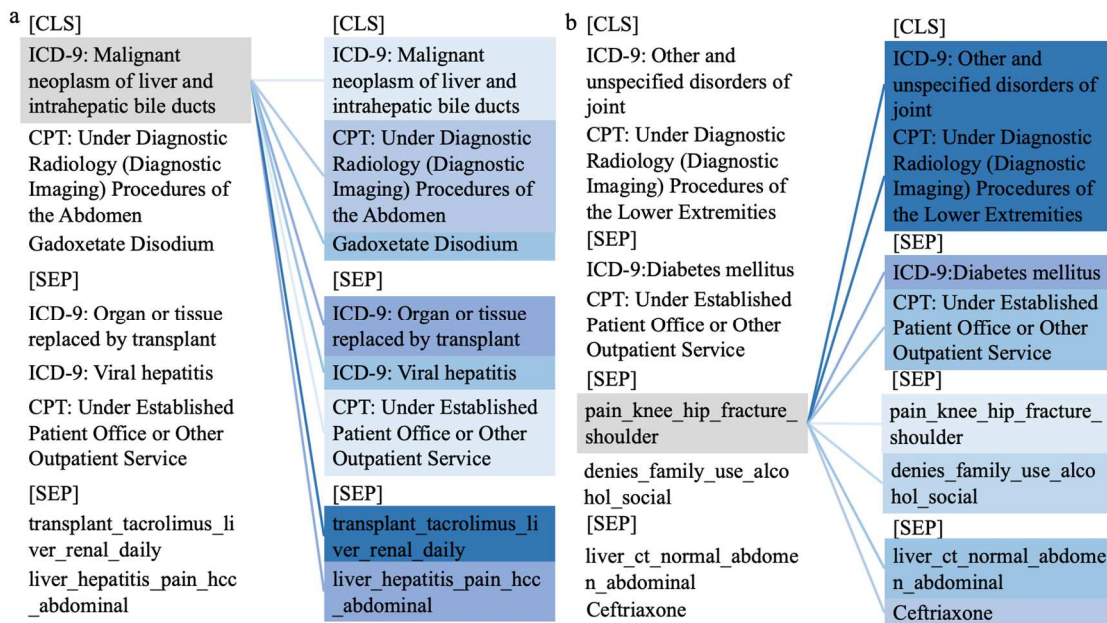 a
[CLS]
ICD-9: Malignant
neoplasm of liver and
intrahepatic bile ducts
CPT: Under Diagnostic
Radiology (Diagnostic
Imaging) Procedures of
the Abdomen
Gadoxetate Disodium
[SEP]
ICD-9: Organ or tissue
replaced by transplant
ICD-9: Viral hepatitis
CPT: Under Established
Patient Office or Other
Outpatient Service
[SEP]
transplant_tacrolimus_li
ver_renal_daily
liver_hepatitis_pain_hcc
_abdominal
[CLS]
ICD-9: Malignant
neoplasm of liver and
intrahepatic bile ducts
CPT: Under Diagnostic
Radiology (Diagnostic
Imaging) Procedures of
the Abdomen
Gadoxetate Disodium
[SEP]
ICD-9: Organ or tissue
replaced by transplant
ICD-9: Viral hepatitis
CPT: Under Established
Patient Office or Other
Outpatient Service
[SEP]
transplant_tacrolimus_li
ver_renal_daily
liver_hepatitis_pain_hcc
_abdominal
b
[CLS]
ICD-9: Other and
unspecified disorders of
joint
CPT: Under Diagnostic
Radiology (Diagnostic
Imaging) Procedures of
the Lower Extremities
[SEP]
ICD-9:Diabetes mellitus
CPT: Under Established
Patient Office or Other
Outpatient Service
[SEP]
pain_knee_hip_fracture_
shoulder
denies_family_use_alco
hol_social
[SEP]
liver_ct_normal_abdome
n_abdominal
Ceftriaxone
[CLS]
ICD-9: Other and
unspecified disorders of
joint
CPT: Under Diagnostic
Radiology (Diagnostic
Imaging) Procedures of
the Lower Extremities
[SEP]
ICD-9:Diabetes mellitus
CPT: Under Established
Patient Office or Other
Outpatient Service
[SEP]
pain_knee_hip_fracture_
shoulder
denies_family_use_alco
hol_social
[SEP]
liver_ct_normal_abdome
n_abdominal
Ceftriaxone